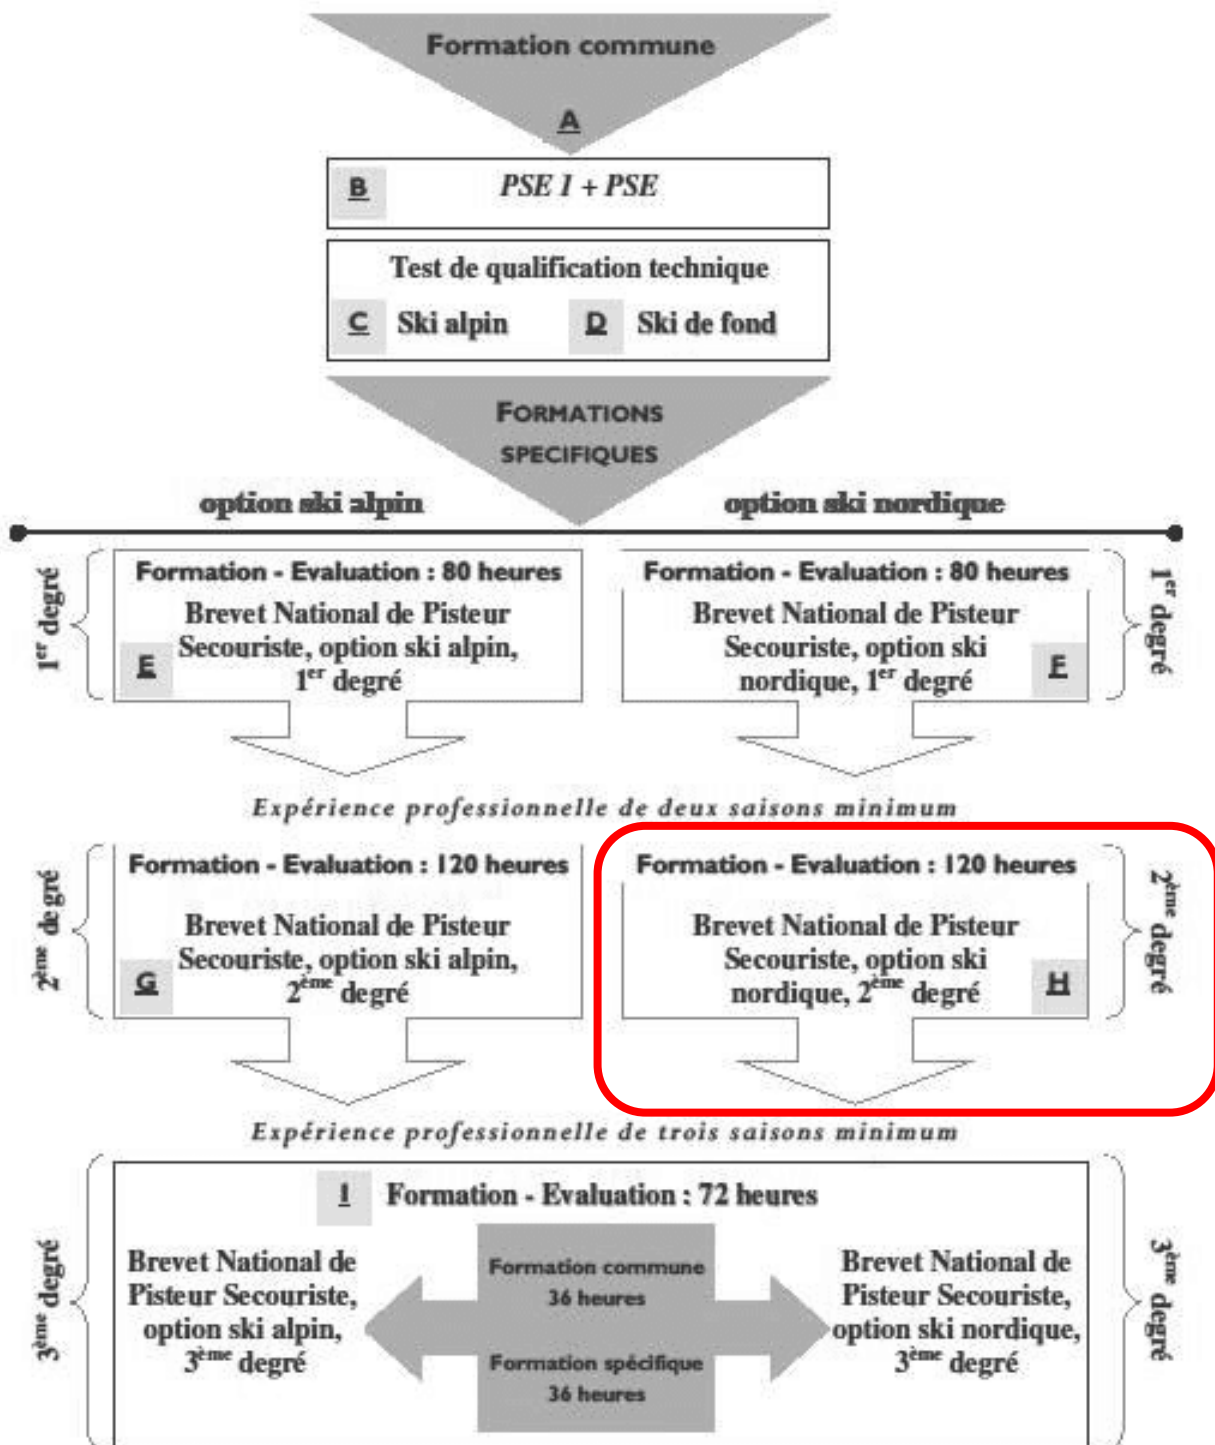 Formation commune
A
B
PSE 1 + PSE
Test de qualification technique
C Ski alpin D Ski de fond
FORMATIONS
SPECIFIQUES
option ski alpin
option ski nordique
1er degré
Formation - Evaluation : 80 heures
Brevet National de Pisteur
Secouriste, option ski alpin,
1er degré
E
Formation - Evaluation : 80 heures
Brevet National de Pisteur
Secouriste, option ski
nordique, 1er degré
F
1er degré
Expérience professionnelle de deux saisons minimum
2ème degré
Formation - Evaluation : 120 heures
Brevet National de Pisteur
Secouriste, option ski alpin,
2ème degré
G
Formation - Evaluation : 120 heures
Brevet National de Pisteur
Secouriste, option ski
nordique, 2ème degré
H
2ème degré
Expérience professionnelle de trois saisons minimum
3ème degré
I Formation - Evaluation : 72 heures
Brevet National de
Pisteur Secouriste,
option ski alpin,
3ème degré
Formation commune
36 heures
Formation spécifique
36 heures
Brevet National de
Pisteur Secouriste,
option ski nordique,
3ème degré
3ème degré